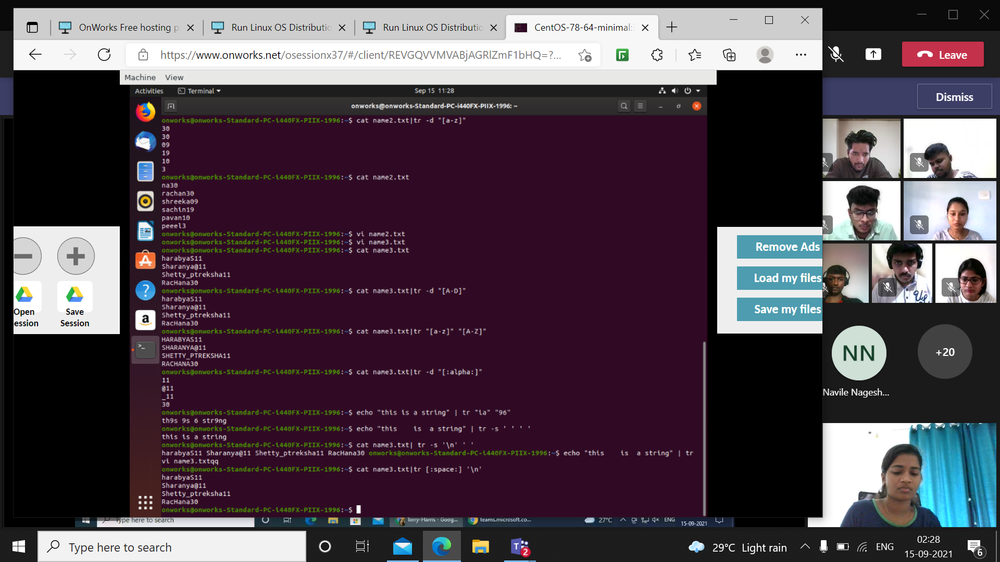 OnWorks Free hosting p
Run Linux OS Distributio
Run Linux OS Distributio
CentOS-78-64-minimal:
https://www.onworks.net/osessionx37/#/client/REVGQVVMVABjAGRlZmF1bHQ=?...
Leave
Machine View
Activities Terminal Sep 15 11:28
Dismiss
onworks@onworks-Standard-PC-i440FX-PIIX-1996: ~
onworks@onworks-Standard-PC-i440FX-PIIX-1996:~$ cat name2.txt|tr -d "[a-z]"
30
30
09
19
10
3
onworks@onworks-Standard-PC-i440FX-PIIX-1996:~$ cat name2.txt
na30
rachan30
shreeka09
sachin19
pavan10
peeel3
onworks@onworks-Standard-PC-i440FX-PIIX-1996:~$ vi name2.txt
onworks@onworks-Standard-PC-i440FX-PIIX-1996:~$ vi name3.txt
onworks@onworks-Standard-PC-i440FX-PIIX-1996:~$ cat name3.txt
harabyaS11
Sharanya@11
Shetty_ptreksha11
RacHana30
onworks@onworks-Standard-PC-i440FX-PIIX-1996:~$ cat name3.txt|tr -d "[A-D]"
harabyaS11
Sharanya@11
Shetty_ptreksha11
RacHana30
onworks@onworks-Standard-PC-i440FX-PIIX-1996:~$ cat name3.txt|tr "[a-z]" "[A-Z]"
HARABYAS11
SHARANYA@11
SHETTY_PTREKSHA11
RACHANA30
onworks@onworks-Standard-PC-i440FX-PIIX-1996:~$ cat name3.txt|tr -d "[:alpha:]"
11
@11
_11
30
onworks@onworks-Standard-PC-i440FX-PIIX-1996:~$ echo "this is a string" | tr "ia" "96"
th9s 9s 6 str9ng
onworks@onworks-Standard-PC-i440FX-PIIX-1996:~$ echo "this    is  a string" | tr -s ' ' ' '
this is a string
onworks@onworks-Standard-PC-i440FX-PIIX-1996:~$ cat name3.txt| tr -s '\n' ' '
harabyaS11 Sharanya@11 Shetty_ptreksha11 RacHana30 onworks@onworks-Standard-PC-i440FX-PIIX-1996:~$ echo "this    is  a string" | tr
vi name3.txtqq
onworks@onworks-Standard-PC-i440FX-PIIX-1996:~$ cat name3.txt|tr [:space:] '\n'
harabyaS11
Sharanya@11
Shetty_ptreksha11
RacHana30
onworks@onworks-Standard-PC-i440FX-PIIX-1996:~$
Open
ession
Save
Session
Remove Ads
Load my files
Save my files
NN
+20
Navile Nagesh...
Type here to search
Torry-Harris - Goog...
teams.microsoft.co...
27°C
ENG
15-09-2021
Type here to search
29°C Light rain
ENG
02:28
15-09-2021
6